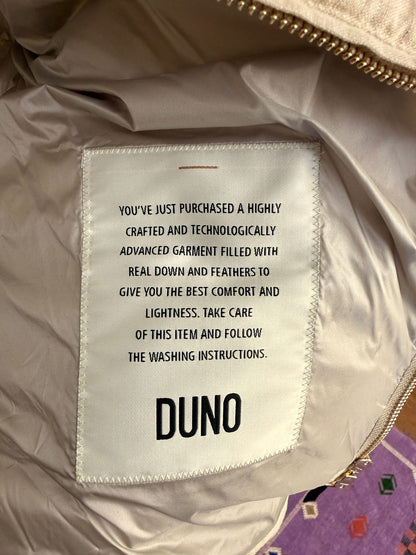 YOU'VE JUST PURCHASED A HIGHLY
CRAFTED AND TECHNOLOGICALLY
ADVANCED GARMENT FILLED WITH
REAL DOWN AND FEATHERS TO
GIVE YOU THE BEST COMFORT AND
LIGHTNESS. TAKE CARE
OF THIS ITEM AND FOLLOW
THE WASHING INSTRUCTIONS.
DUNO